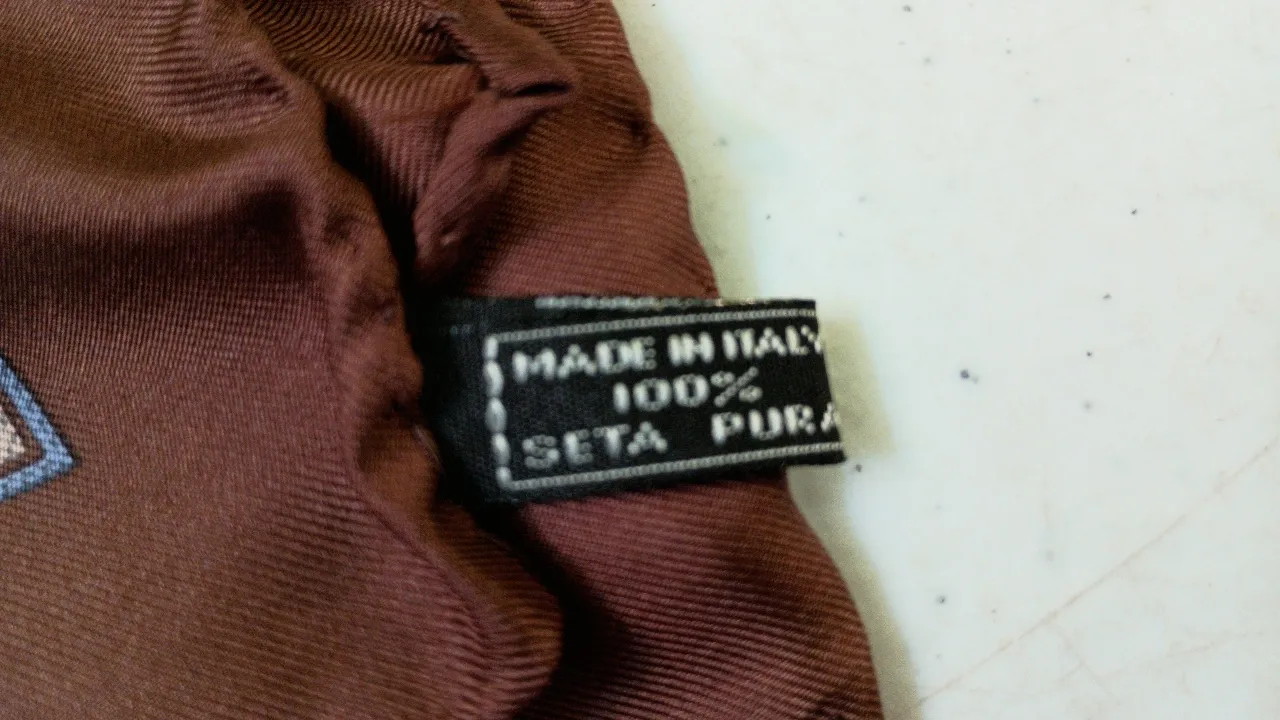 MADE IN ITALY
100%
SETA PURA